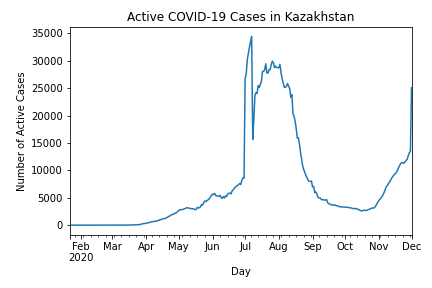 Active COVID-19 Cases in Kazakhstan
35000
30000
25000
20000
15000
10000
5000
0
Number of Active Cases
Feb Mar Apr May Jun Jul Aug Sep Oct Nov Dec
2020
Day